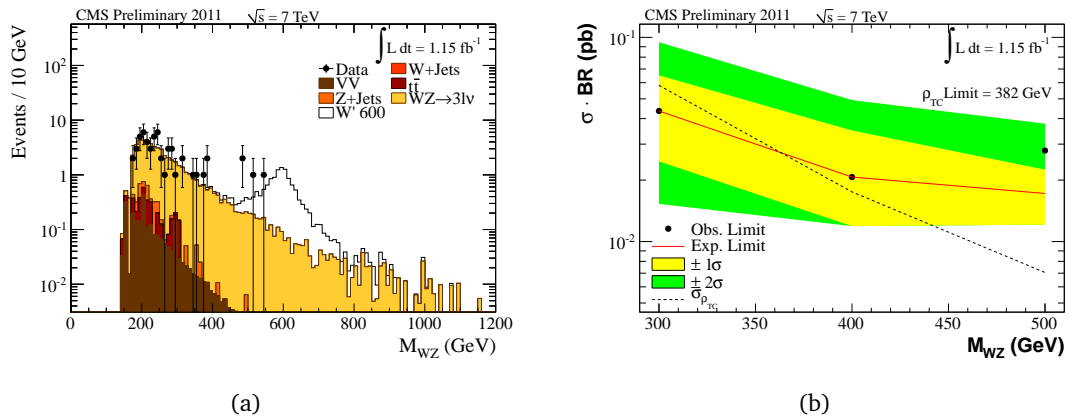 CMS Preliminary 2011 √s = 7 TeV
∫ L dt = 1.15 fb⁻¹
Data
W+Jets
VV
tt̄
Z+Jets
WZ→3lν
W' 600
Events / 10 GeV
10²
10
1
10⁻¹
10⁻²
0 200 400 600 800 1000 1200
M_WZ (GeV)
(a)
CMS Preliminary 2011 √s = 7 TeV
∫ L dt = 1.15 fb⁻¹
ρ_TC Limit = 382 GeV
σ · BR (pb)
10⁻¹
10⁻²
Obs. Limit
Exp. Limit
± 1σ
± 2σ
σ_ρTC
300 350 400 450 500
M_WZ (GeV)
(b)